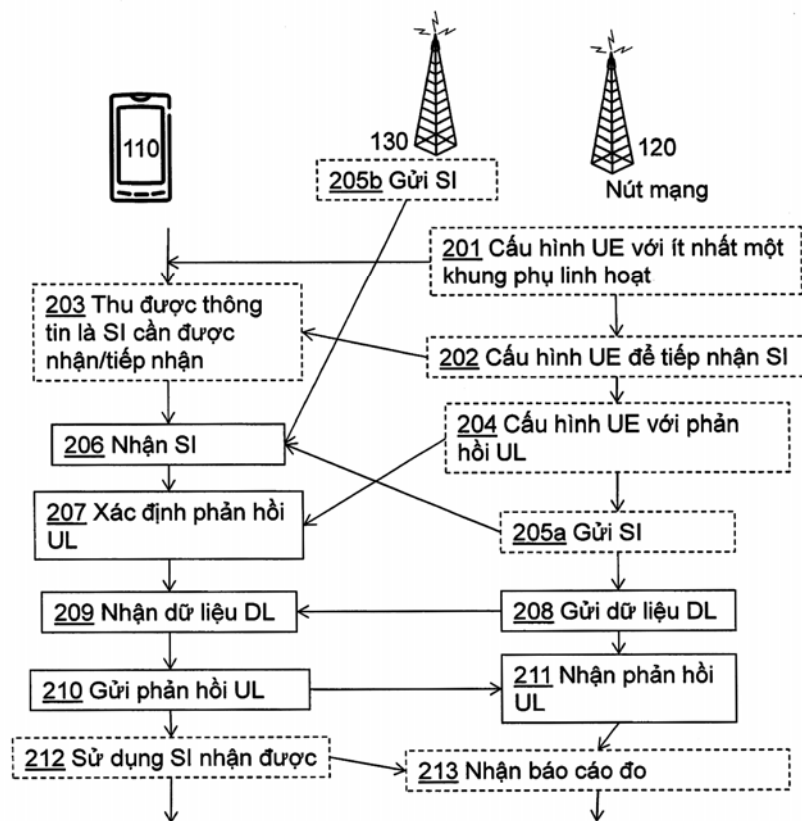 110
130
120
Nút mạng
205b Gửi SI
201 Cấu hình UE với ít nhất một
khung phụ linh hoạt
203 Thu được thông
tin là SI cần được
nhận/tiếp nhận
202 Cấu hình UE để tiếp nhận SI
204 Cấu hình UE với phản
hồi UL
206 Nhận SI
207 Xác định phản hồi
UL
205a Gửi SI
209 Nhận dữ liệu DL
208 Gửi dữ liệu DL
210 Gửi phản hồi UL
211 Nhận phản hồi
UL
212 Sử dụng SI nhận được
213 Nhận báo cáo đo